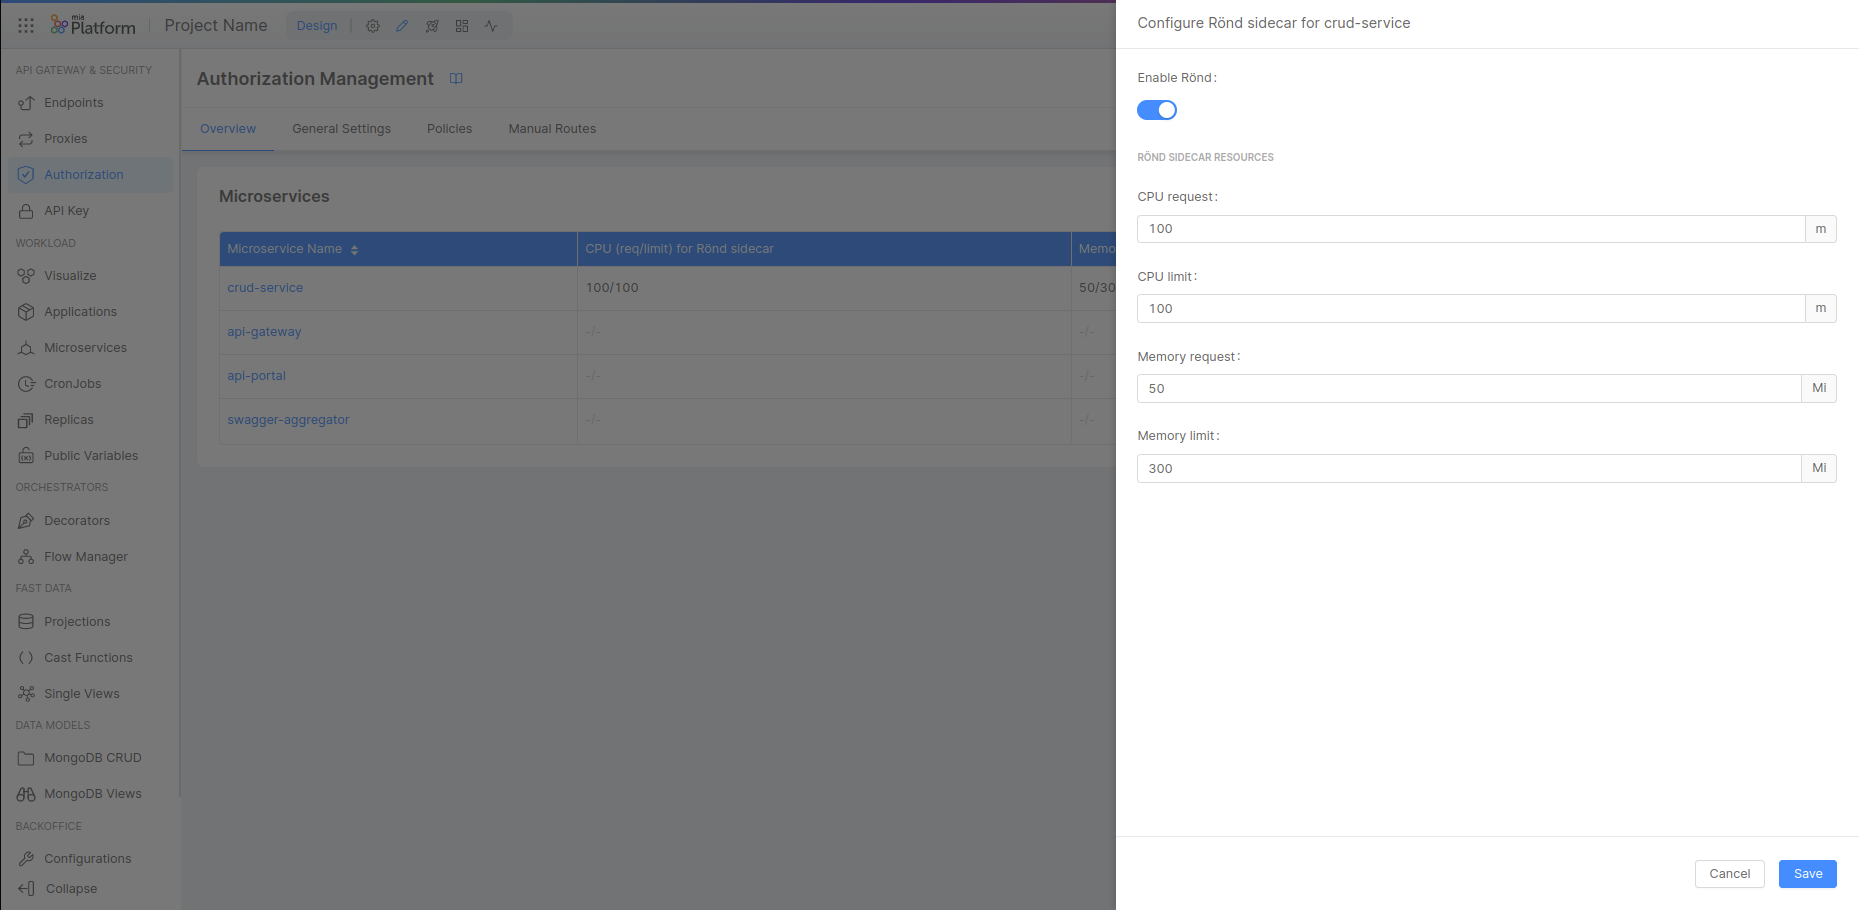 mia
Platform
Project Name
Design
API GATEWAY & SECURITY
Endpoints
Proxies
Authorization
API Key
WORKLOAD
Visualize
Applications
Microservices
CronJobs
Replicas
Public Variables
ORCHESTRATORS
Decorators
Flow Manager
FAST DATA
Projections
Cast Functions
Single Views
DATA MODELS
MongoDB CRUD
MongoDB Views
BACKOFFICE
Configurations
Collapse
Authorization Management
Overview General Settings Policies Manual Routes
Microservices
Microservice Name CPU (req/limit) for Rönd sidecar Memo
crud-service 100/100 50/30
api-gateway -/- -/-
api-portal -/- -/-
swagger-aggregator -/- -/-
Configure Rönd sidecar for crud-service
Enable Rönd:
RÖND SIDECAR RESOURCES
CPU request:
100 m
CPU limit:
100 m
Memory request:
50 Mi
Memory limit:
300 Mi
Cancel Save